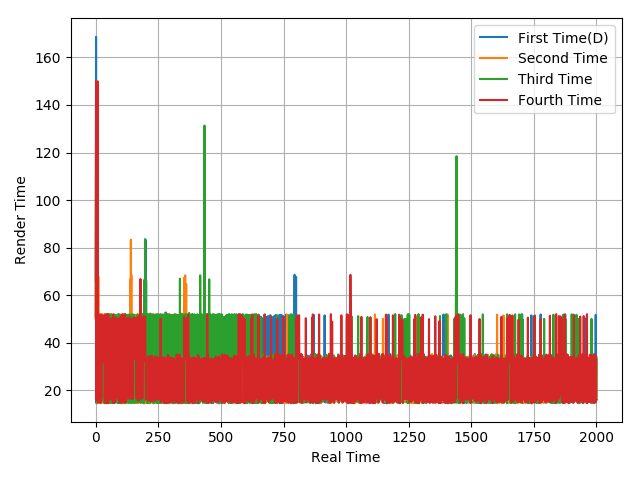 160
140
120
100
80
60
40
20
0
250
500
750
1000
1250
1500
1750
2000
Real Time
Render Time
First Time(D)
Second Time
Third Time
Fourth Time